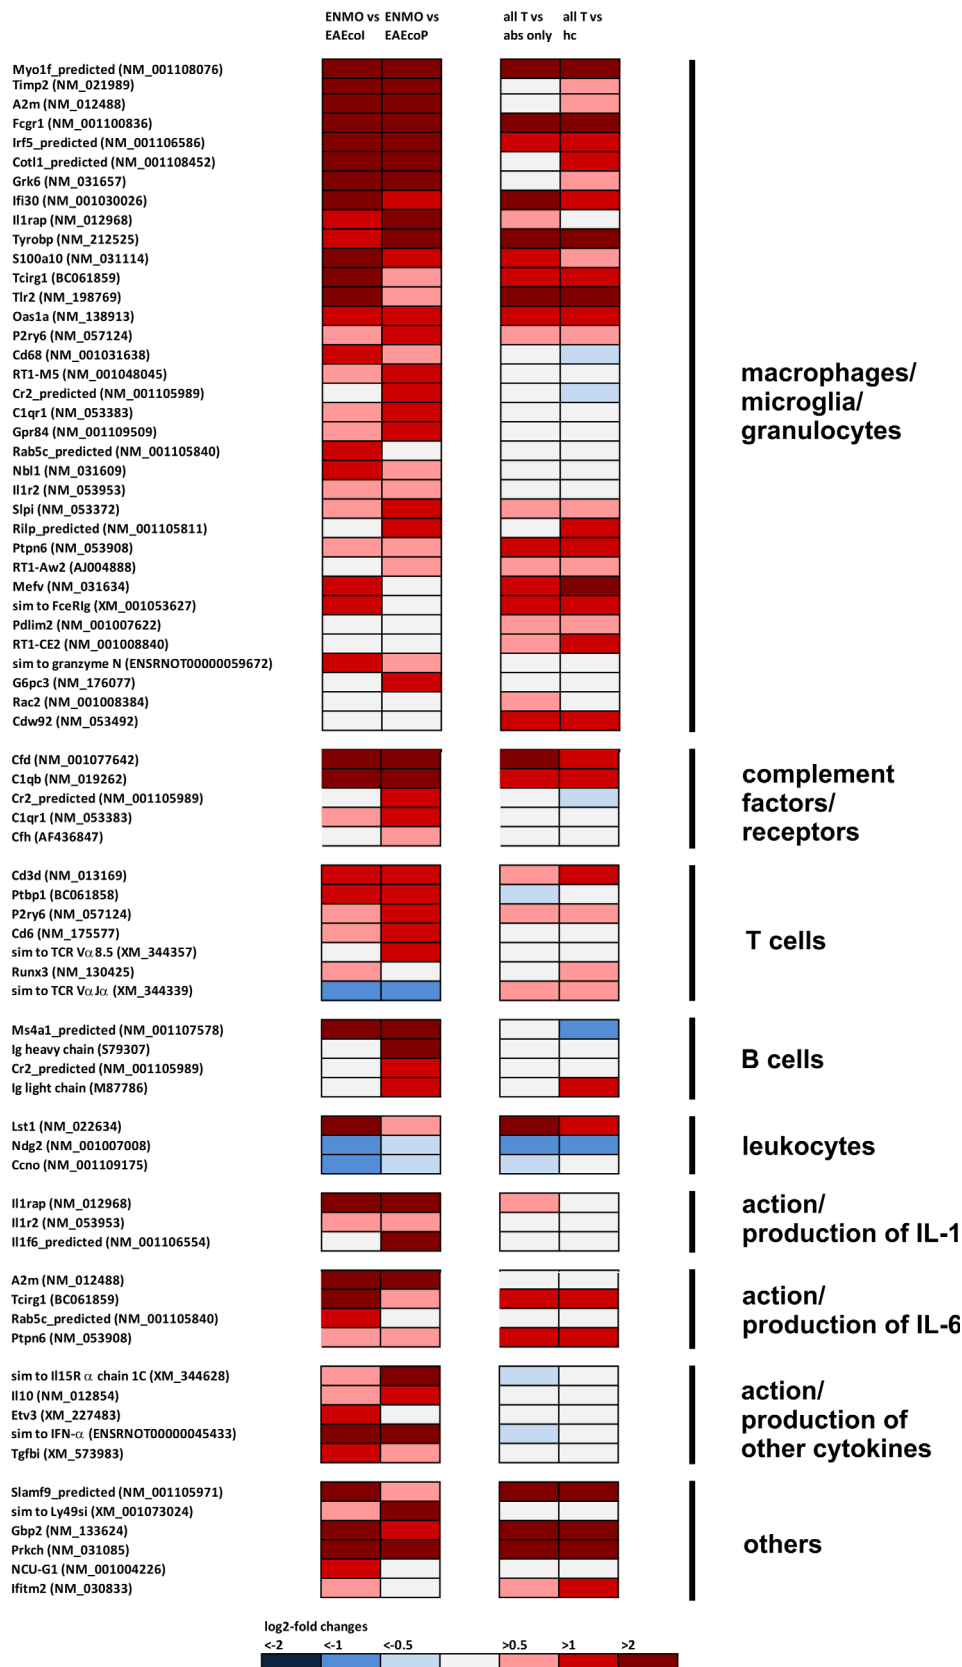 ENMO vs ENMO vs all T vs all T vs
EAEcoI EAEcoP abs only hc
Myo1f_predicted (NM_001108076)
Timp2 (NM_021989)
A2m (NM_012488)
Fcgr1 (NM_001100836)
Irf5_predicted (NM_001106586)
Cotl1_predicted (NM_001108452)
Grk6 (NM_031657)
Ifi30 (NM_001030026)
Il1rap (NM_012968)
Tyrobp (NM_212525)
S100a10 (NM_031114)
Tcirg1 (BC061859)
Tlr2 (NM_198769)
Oas1a (NM_138913)
P2ry6 (NM_057124)
Cd68 (NM_001031638)
RT1-M5 (NM_001048045)
Cr2_predicted (NM_001105989)
C1qr1 (NM_053383)
Gpr84 (NM_001109509)
Rab5c_predicted (NM_001105840)
Nbl1 (NM_031609)
Il1r2 (NM_053953)
Slpi (NM_053372)
Rilp_predicted (NM_001105811)
Ptpn6 (NM_053908)
RT1-Aw2 (AJ004888)
Mefv (NM_031634)
sim to FceRIg (XM_001053627)
Pdlim2 (NM_001007622)
RT1-CE2 (NM_001008840)
sim to granzyme N (ENSRNOT00000059672)
G6pc3 (NM_176077)
Rac2 (NM_001008384)
Cdw92 (NM_053492)
macrophages/
microglia/
granulocytes
Cfd (NM_001077642)
C1qb (NM_019262)
Cr2_predicted (NM_001105989)
C1qr1 (NM_053383)
Cfh (AF436847)
complement
factors/
receptors
Cd3d (NM_013169)
Ptbp1 (BC061858)
P2ry6 (NM_057124)
Cd6 (NM_175577)
sim to TCR Vα8.5 (XM_344357)
Runx3 (NM_130425)
sim to TCR VαJα (XM_344339)
T cells
Ms4a1_predicted (NM_001107578)
Ig heavy chain (S79307)
Cr2_predicted (NM_001105989)
Ig light chain (M87786)
B cells
Lst1 (NM_022634)
Ndg2 (NM_001007008)
Ccno (NM_001109175)
leukocytes
Il1rap (NM_012968)
Il1r2 (NM_053953)
Il1f6_predicted (NM_001106554)
action/
production of IL-1
A2m (NM_012488)
Tcirg1 (BC061859)
Rab5c_predicted (NM_001105840)
Ptpn6 (NM_053908)
action/
production of IL-6
sim to Il15R α chain 1C (XM_344628)
Il10 (NM_012854)
Etv3 (XM_227483)
sim to IFN-α (ENSRNOT00000045433)
Tgfbi (XM_573983)
action/
production of
other cytokines
Slamf9_predicted (NM_001105971)
sim to Ly49si (XM_001073024)
Gbp2 (NM_133624)
Prkch (NM_031085)
NCU-G1 (NM_001004226)
Ifitm2 (NM_030833)
others
log2-fold changes
<-2 <-1 <-0.5 >0.5 >1 >2